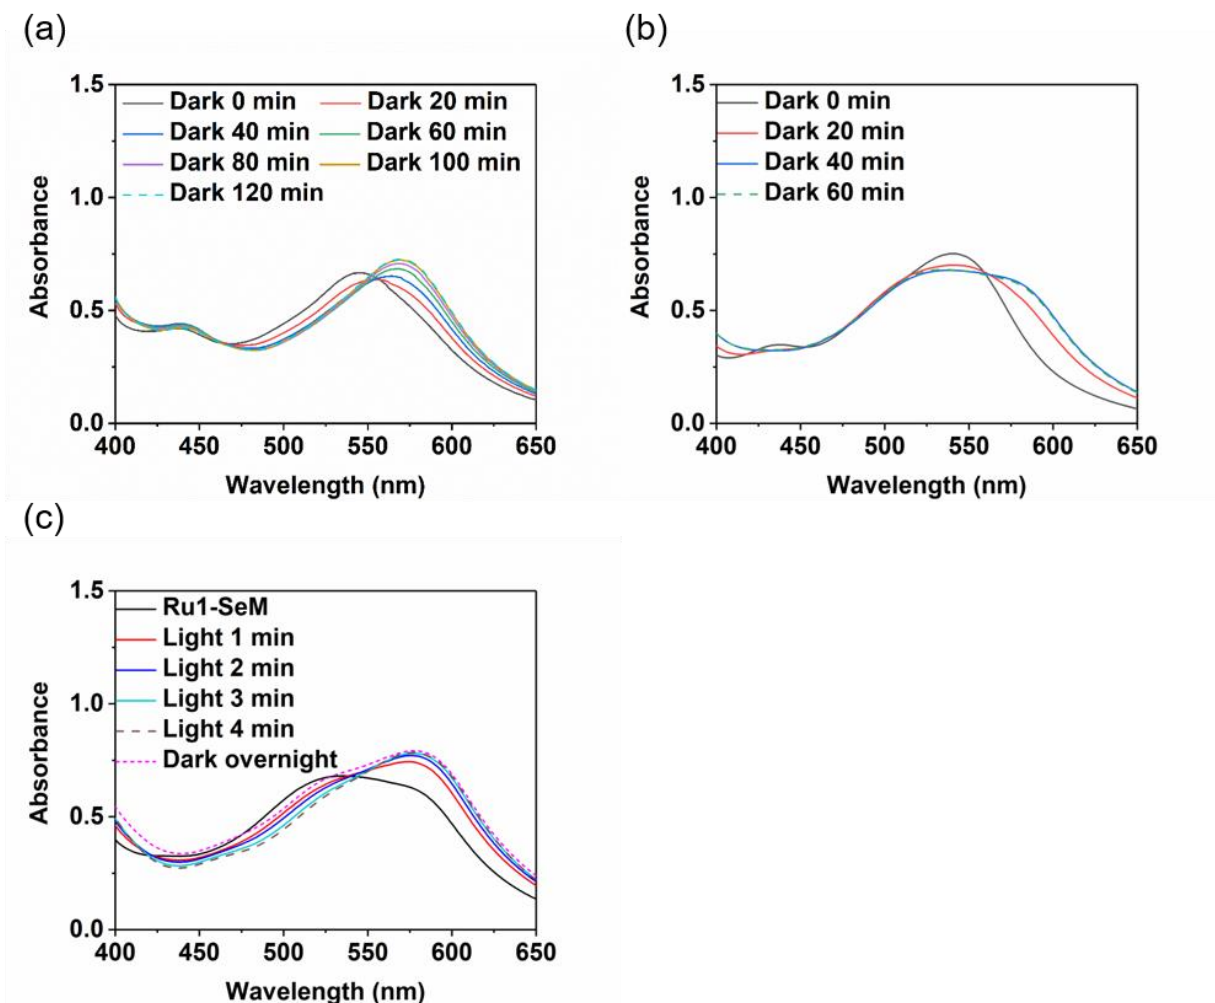 (a)
1.5
Dark 0 min Dark 20 min
Dark 40 min Dark 60 min
Dark 80 min Dark 100 min
Dark 120 min
1.0
0.5
0.0
Absorbance
400 450 500 550 600 650
Wavelength (nm)
(b)
1.5
Dark 0 min
Dark 20 min
Dark 40 min
Dark 60 min
1.0
0.5
0.0
Absorbance
400 450 500 550 600 650
Wavelength (nm)
(c)
1.5
Ru1-SeM
Light 1 min
Light 2 min
Light 3 min
Light 4 min
Dark overnight
1.0
0.5
0.0
Absorbance
400 450 500 550 600 650
Wavelength (nm)